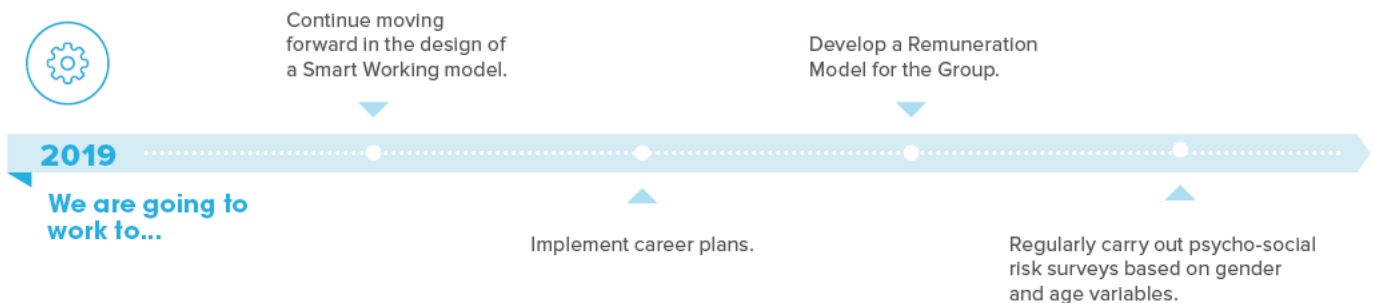 Continue moving
forward in the design of
a Smart Working model.
Develop a Remuneration
Model for the Group.
2019
We are going to
work to...
Implement career plans.
Regularly carry out psycho-social
risk surveys based on gender
and age variables.